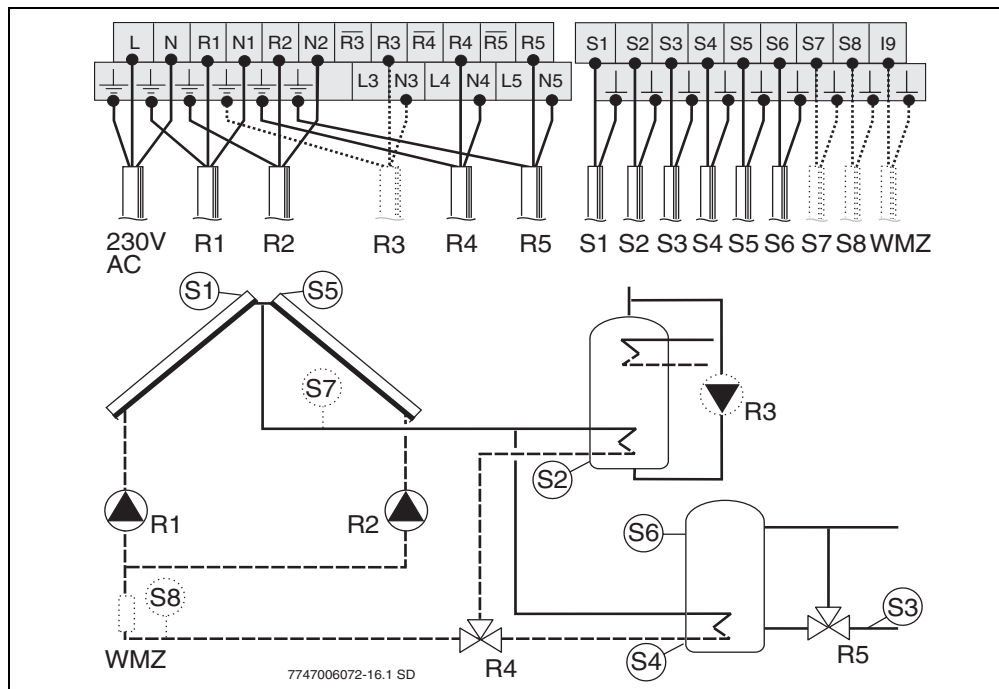 L N R1 N1 R2 N2 R̅3̅ R3 R̅4̅ R4 R̅5̅ R5
S1 S2 S3 S4 S5 S6 S7 S8 I9
L3 N3 L4 N4 L5 N5
230V
AC
R1 R2 R3 R4 R5
S1 S2 S3 S4 S5 S6 S7 S8 WMZ
S1
S5
S7
R3
S2
R1
R2
S6
S8
S3
WMZ
R4
S4
R5
7747006072-16.1 SD